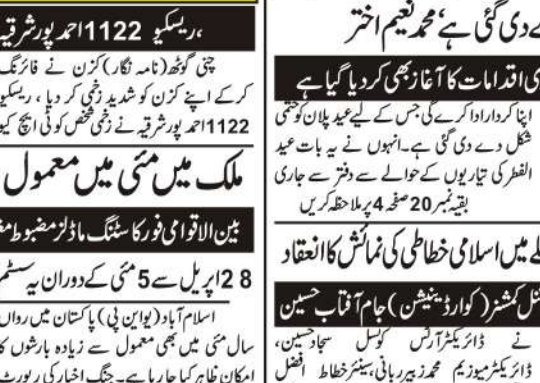 ے دی گئی ہے، محمد نعیم اختر
ی اقدامات کا آغاز بھی کر دیا گیا ہے
اپنا کردار ادا کرے گی جس کے لیے عید پلان کو حتمی
شکل دے دی گئی ہے۔ انہوں نے یہ بات عید
الفطر کی تیاریوں کے حوالے سے دفتر سے جاری
بقیہ نمبر 20 صفحہ 4 پر ملاحظہ کریں
لے میں اسلامی خطاطی کی نمائش کا انعقاد
نل کمشنر (کوارڈینیشن) جام آفتاب حسین
نے ڈائریکٹر آرٹس کونسل سجاد حسین،
ڈائریکٹر میوزیم محمد زبیر ربانی، سینئر خطاط افضل
،ریسکیو 1122 احمد پور شرقیہ
چنی گوٹھ (نامہ نگار) کزن نے فائرنگ
کرکے اپنے کزن کو شدید زخمی کر دیا، ریسکیو
1122 احمد پور شرقیہ نے زخمی شخص کو ٹی ایچ کیو
ملک میں مئی میں معمول
بین الاقوامی فورکاسٹنگ ماڈلز مضبوط مغ
28 اپریل سے 5 مئی کے دوران یہ سسٹم
اسلام آباد (یو این پی) پاکستان میں رواں
سال مئی میں بھی معمول سے زیادہ بارشوں کا
امکان ظاہر کیا جا رہا ہے۔ جنگ اخبار کی رپورٹ